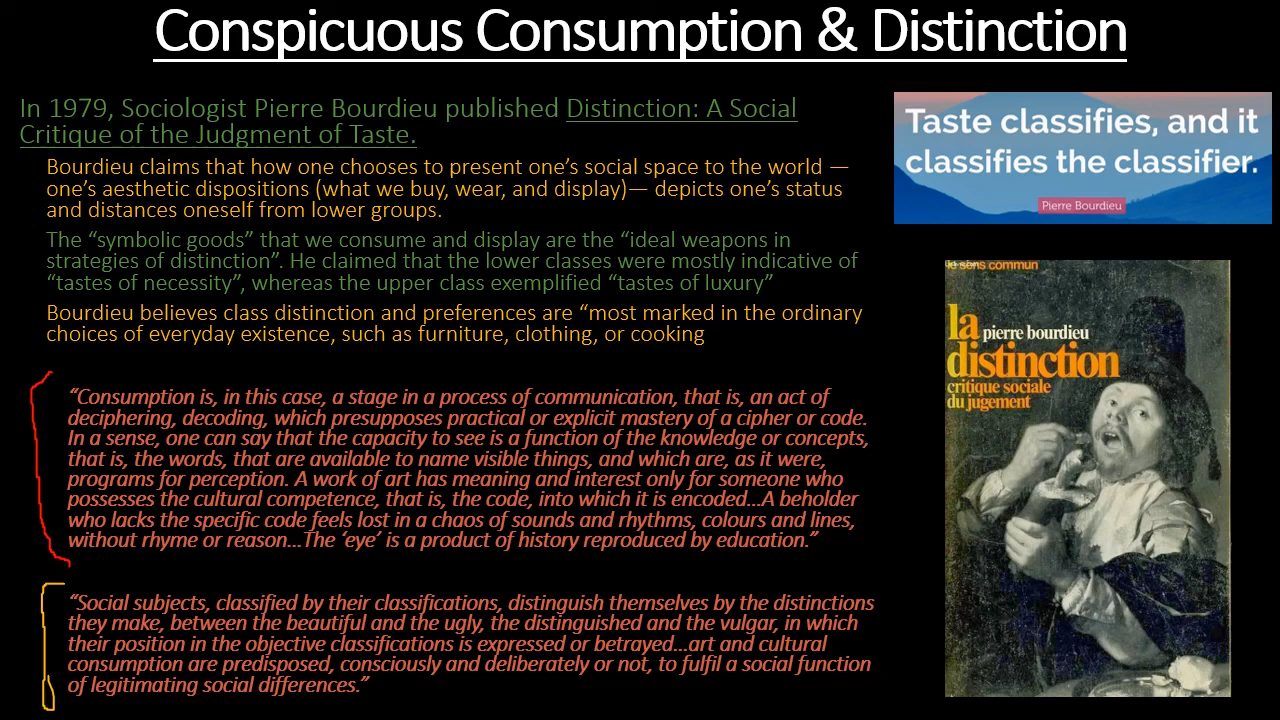 Conspicuous Consumption & Distinction
In 1979, Sociologist Pierre Bourdieu published Distinction: A Social
Critique of the Judgment of Taste.
Bourdieu claims that how one chooses to present one’s social space to the world —
one’s aesthetic dispositions (what we buy, wear, and display)— depicts one’s status
and distances oneself from lower groups.
The “symbolic goods” that we consume and display are the “ideal weapons in
strategies of distinction”. He claimed that the lower classes were mostly indicative of
“tastes of necessity”, whereas the upper class exemplified “tastes of luxury”
Bourdieu believes class distinction and preferences are “most marked in the ordinary
choices of everyday existence, such as furniture, clothing, or cooking
“Consumption is, in this case, a stage in a process of communication, that is, an act of
deciphering, decoding, which presupposes practical or explicit mastery of a cipher or code.
In a sense, one can say that the capacity to see is a function of the knowledge or concepts,
that is, the words, that are available to name visible things, and which are, as it were,
programs for perception. A work of art has meaning and interest only for someone who
possesses the cultural competence, that is, the code, into which it is encoded...A beholder
who lacks the specific code feels lost in a chaos of sounds and rhythms, colours and lines,
without rhyme or reason...The ‘eye’ is a product of history reproduced by education.”
“Social subjects, classified by their classifications, distinguish themselves by the distinctions
they make, between the beautiful and the ugly, the distinguished and the vulgar, in which
their position in the objective classifications is expressed or betrayed...art and cultural
consumption are predisposed, consciously and deliberately or not, to fulfil a social function
of legitimating social differences.”
Taste classifies, and it
classifies the classifier.
Pierre Bourdieu
le sens commun
la pierre bourdieu
distinction
critique sociale
du jugement